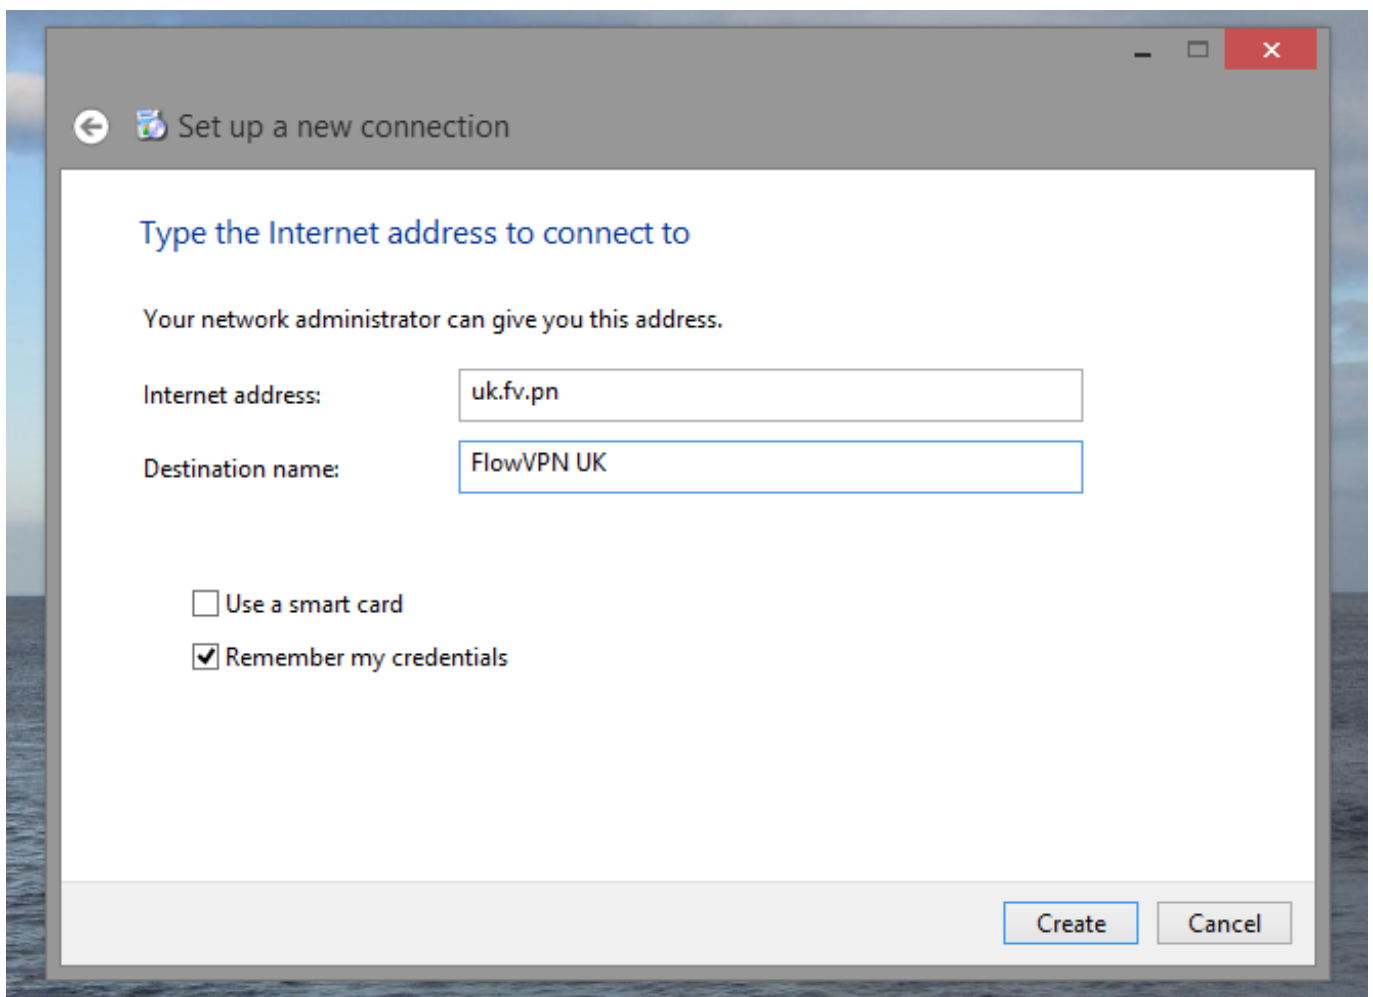 Set up a new connection
Type the Internet address to connect to
Your network administrator can give you this address.
Internet address: uk.fv.pn
Destination name: FlowVPN UK
Use a smart card
Remember my credentials
Create Cancel